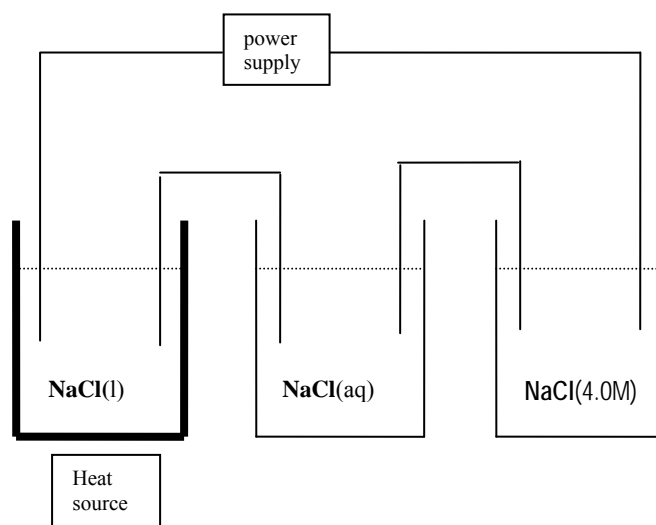 power
supply
NaCl(l)
NaCl(aq)
NaCl(4.0M)
Heat
source